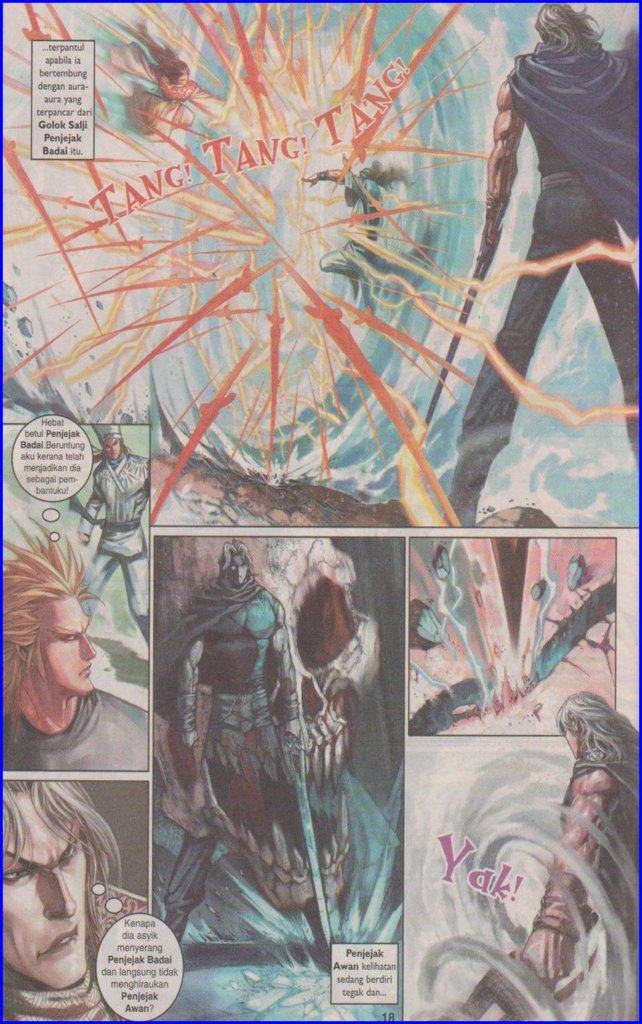 ...terpantul
apabila ia
bertembung
dengan aura-
aura yang
terpancar dari
Golok Salji
Penjejak
Badai itu.
TANG! TANG! TANG!
Hebat
betul Penjejak
Badai.Beruntung
aku kerana telah
menjadikan dia
sebagai pem-
bantuku!
Kenapa
dia asyik
menyerang
Penjejak Badai
dan langsung tidak
menghiraukan
Penjejak
Awan?
Penjejak
Awan kelihatan
sedang berdiri
tegak dan...
Yak!
18